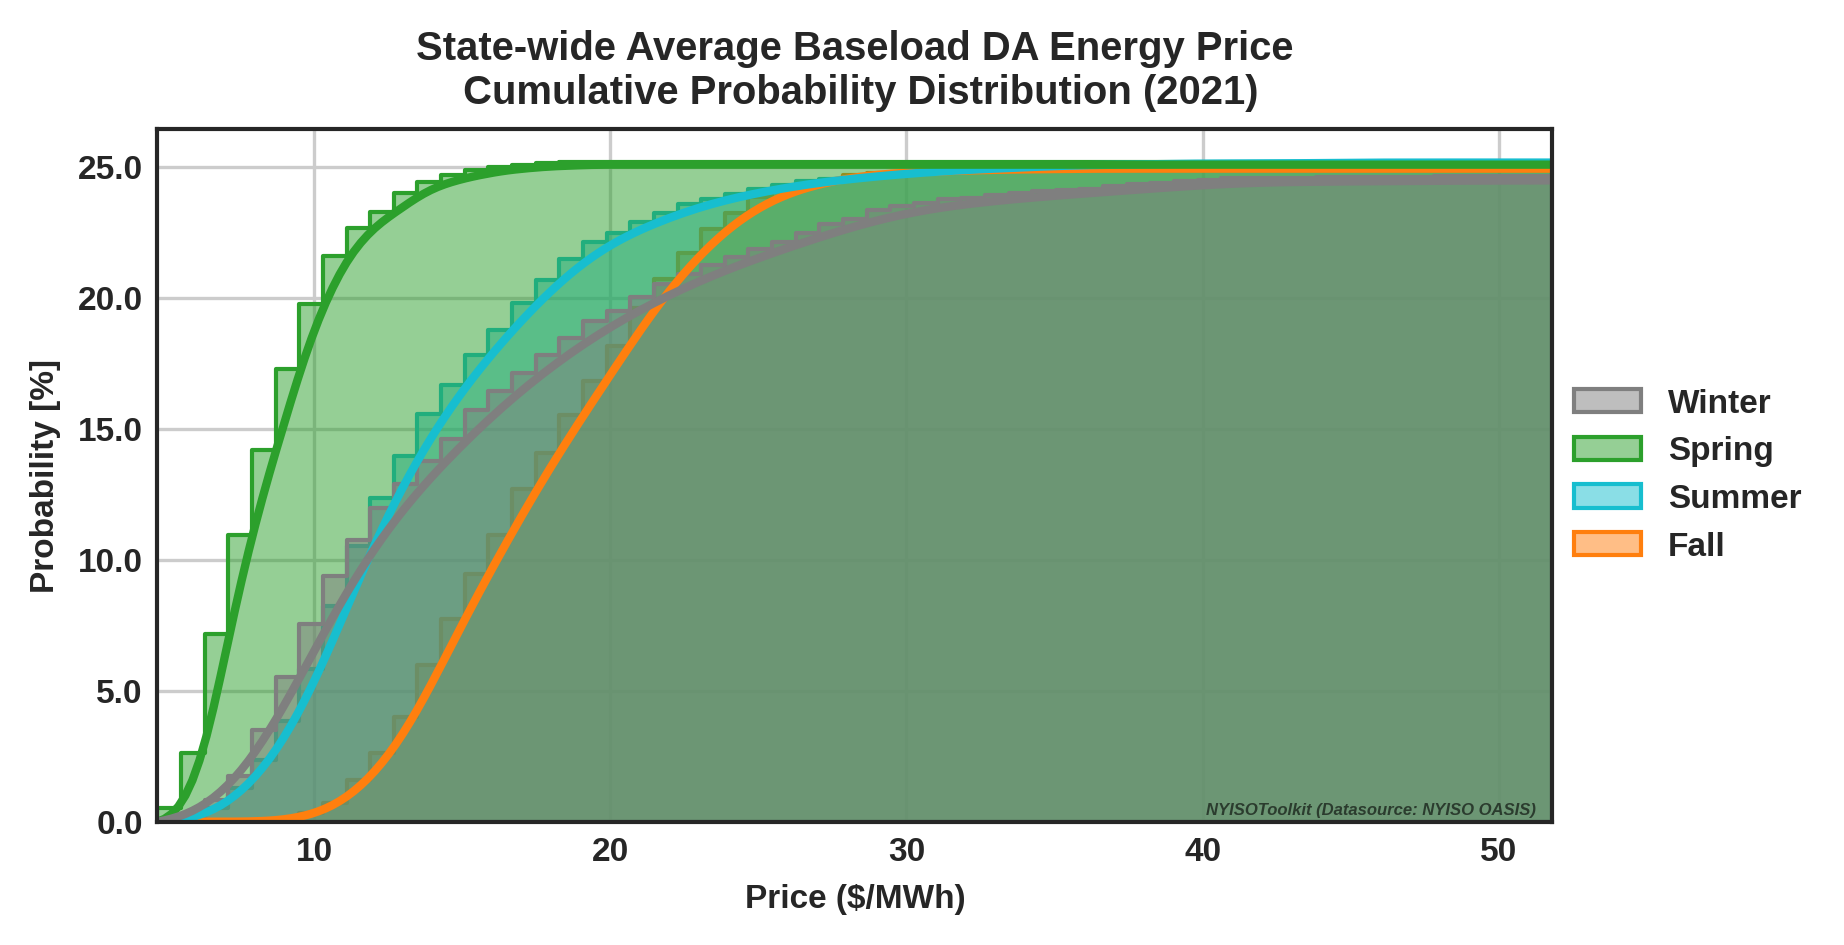 State-wide Average Baseload DA Energy Price
Cumulative Probability Distribution (2021)
Probability [%]
25.0
20.0
15.0
10.0
5.0
0.0
10 20 30 40 50
Price ($/MWh)
Winter
Spring
Summer
Fall
NYISOToolkit (Datasource: NYISO OASIS)